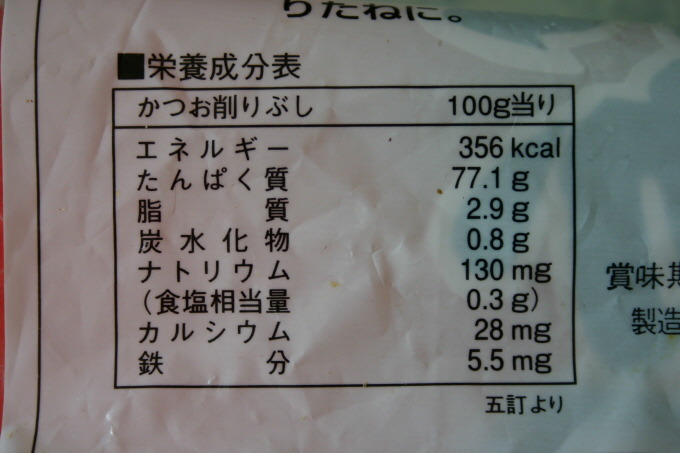 りたねに。
■栄養成分表
かつお削りぶし 100g当り
エネルギー 356 kcal
たんぱく質 77.1 g
脂質 2.9 g
炭水化物 0.8 g
ナトリウム 130 mg
(食塩相当量 0.3 g)
カルシウム 28 mg
鉄分 5.5 mg
五訂より
賞味期
製造